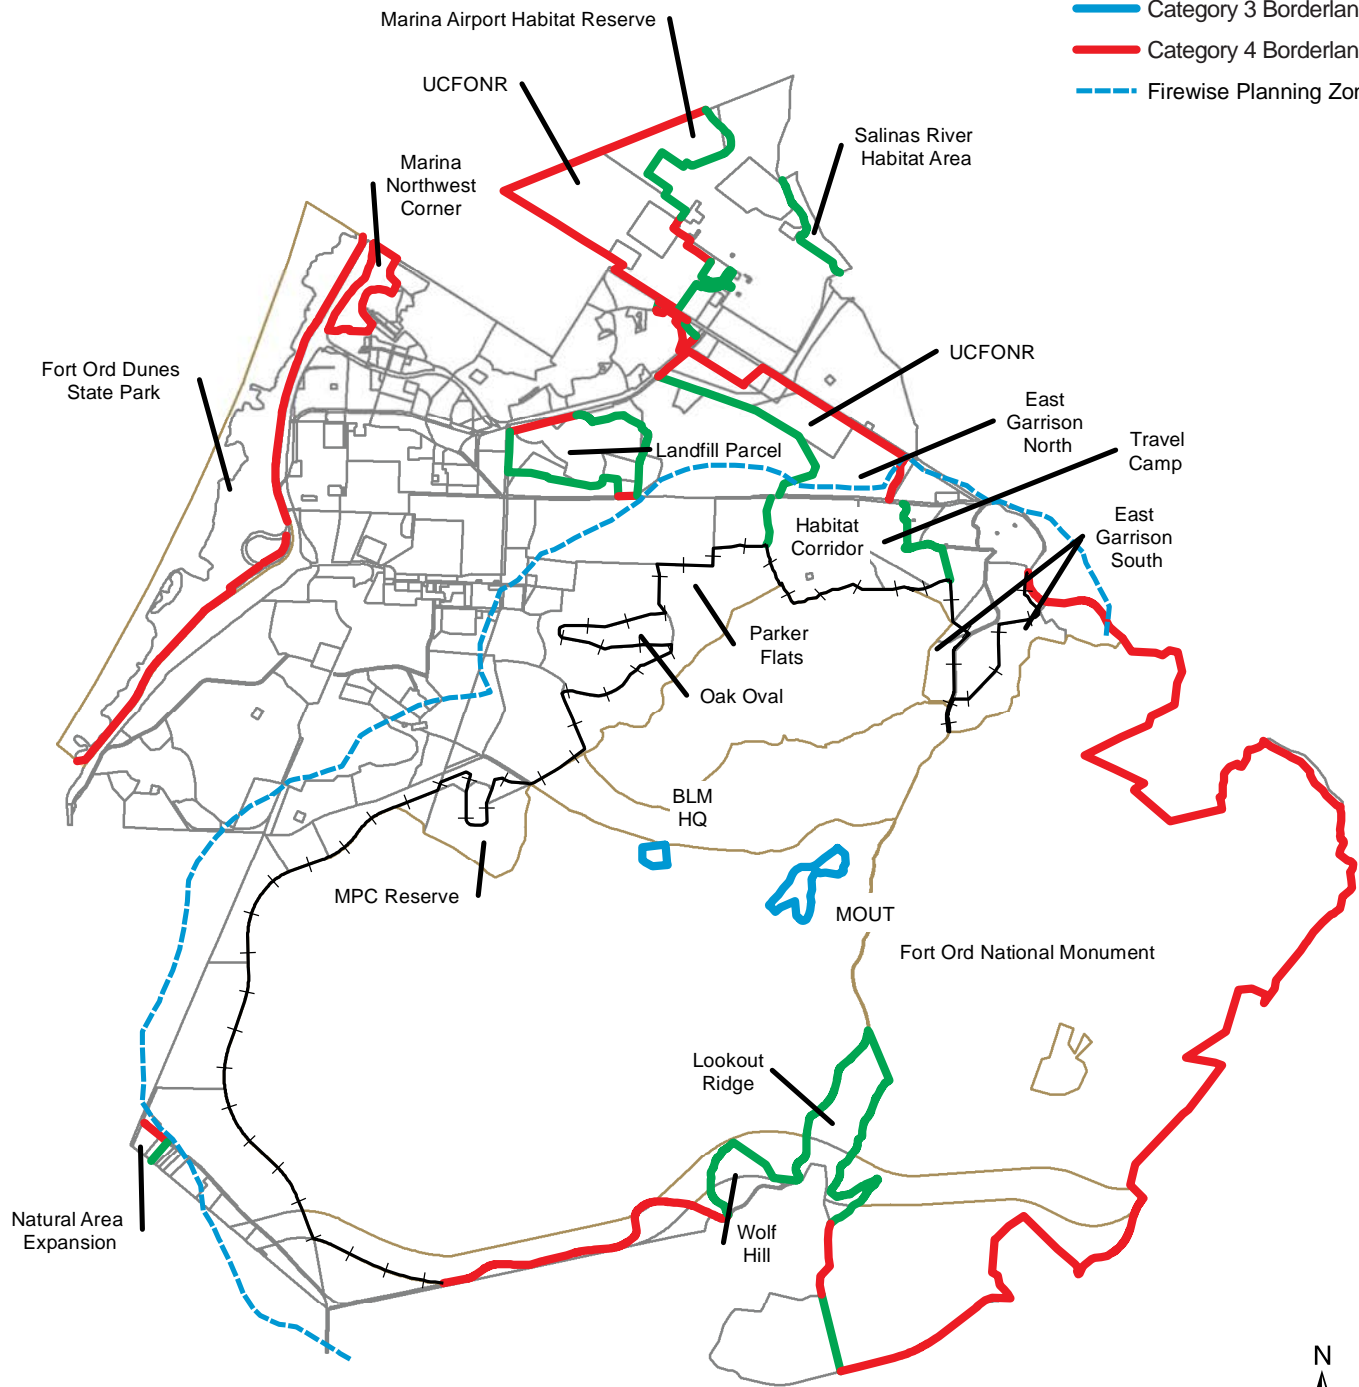 Category 3 Borderlan
Marina Airport Habitat Reserve
Category 4 Borderlan
UCFONR
Firewise Planning Zon
Salinas River
Habitat Area
Marina
Northwest
Corner
UCFONR
Fort Ord Dunes
State Park
East
Garrison
North
Travel
Camp
Landfill Parcel
Habitat
Corridor
East
Garrison
South
Parker
Flats
Oak Oval
BLM
HQ
MPC Reserve
MOUT
Fort Ord National Monument
Lookout
Ridge
Natural Area
Expansion
Wolf
Hill
N